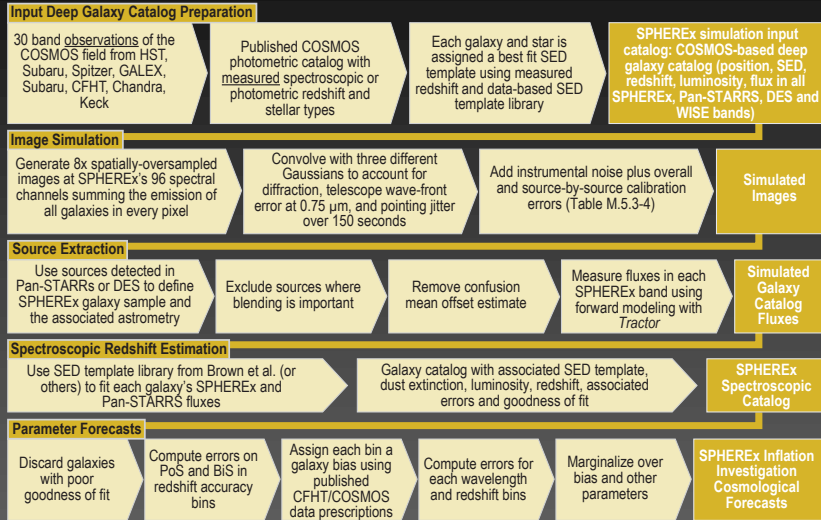 Input Deep Galaxy Catalog Preparation
30 band observations of the
COSMOS field from HST,
Subaru, Spitzer, GALEX,
Subaru, CFHT, Chandra,
Keck
Published COSMOS
photometric catalog with
measured spectroscopic or
photometric redshift and
stellar types
Each galaxy and star is
assigned a best fit SED
template using measured
redshift and data-based SED
template library
SPHEREx simulation input
catalog: COSMOS-based deep
galaxy catalog (position, SED,
redshift, luminosity, flux in all
SPHEREx, Pan-STARRS, DES and
WISE bands)
Image Simulation
Generate 8x spatially-oversampled
images at SPHEREx's 96 spectral
channels summing the emission of
all galaxies in every pixel
Convolve with three different
Gaussians to account for
diffraction, telescope wave-front
error at 0.75 µm, and pointing jitter
over 150 seconds
Add instrumental noise plus overall
and source-by-source calibration
errors (Table M.5.3-4)
Simulated
Images
Source Extraction
Use sources detected in
Pan-STARRs or DES to define
SPHEREx galaxy sample and
the associated astrometry
Exclude sources where
blending is important
Remove confusion
mean offset estimate
Measure fluxes in each
SPHEREx band using
forward modeling with
Tractor
Simulated
Galaxy
Catalog
Fluxes
Spectroscopic Redshift Estimation
Use SED template library from Brown et al. (or
others) to fit each galaxy's SPHEREx and
Pan-STARRS fluxes
Galaxy catalog with associated SED template,
dust extinction, luminosity, redshift, associated
errors and goodness of fit
SPHEREx
Spectroscopic
Catalog
Parameter Forecasts
Discard galaxies
with poor
goodness of fit
Compute errors on
PoS and BiS in
redshift accuracy
bins
Assign each bin a
galaxy bias using
published
CFHT/COSMOS
data prescriptions
Compute errors for
each wavelength
and redshift bins
Marginalize over
bias and other
parameters
SPHEREx Inflation
Investigation
Cosmological
Forecasts